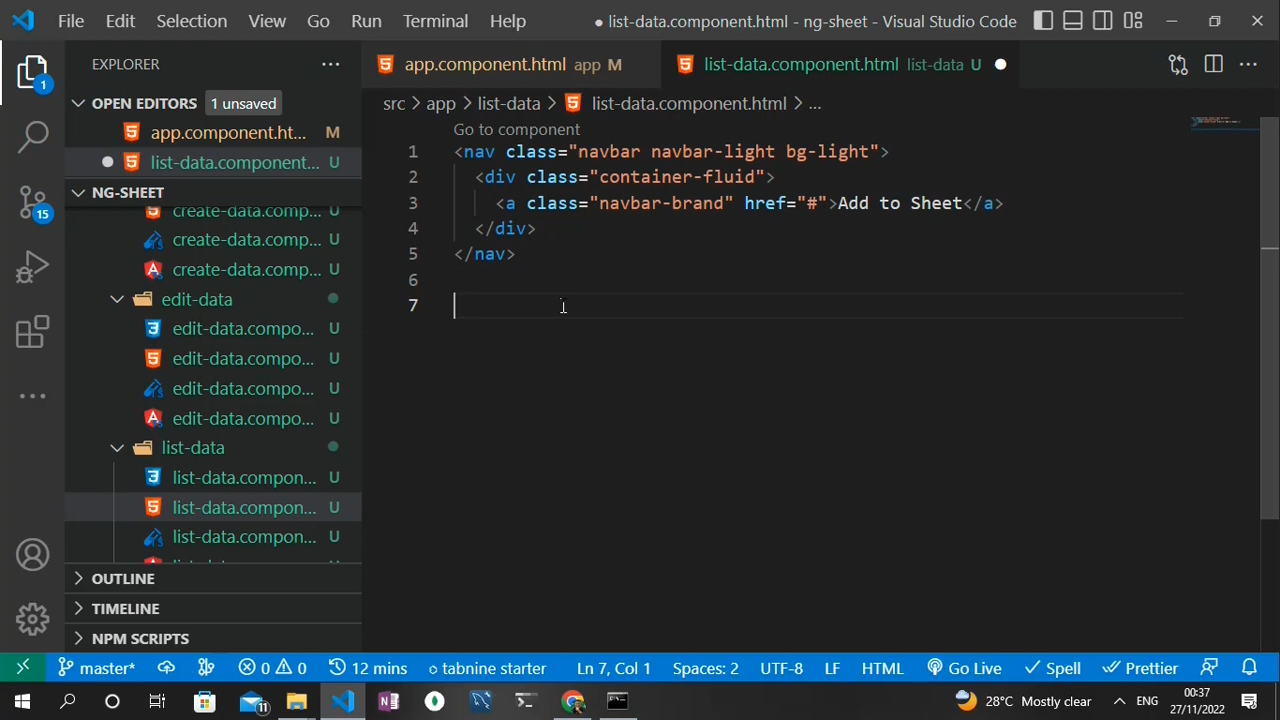 File Edit Selection View Go Run Terminal Help
● list-data.component.html - ng-sheet - Visual Studio Code
EXPLORER
app.component.html app M
list-data.component.html list-data U
OPEN EDITORS 1 unsaved
src > app > list-data > list-data.component.html > ...
app.component.ht... M
Go to component
list-data.component... U
1 <nav class="navbar navbar-light bg-light">
2 <div class="container-fluid">
3 <a class="navbar-brand" href="#">Add to Sheet</a>
4 </div>
5 </nav>
6
7
NG-SHEET
create-data.comp... U
create-data.comp... U
create-data.comp... U
edit-data
edit-data.compo... U
edit-data.compo... U
edit-data.compo... U
edit-data.compo... U
list-data
list-data.compon... U
list-data.compon... U
list-data.compon... U
OUTLINE
TIMELINE
NPM SCRIPTS
1
15
master* 0 0 12 mins tabnine starter Ln 7, Col 1 Spaces: 2 UTF-8 LF HTML Go Live Spell Prettier
11
28°C Mostly clear
ENG
00:37
27/11/2022